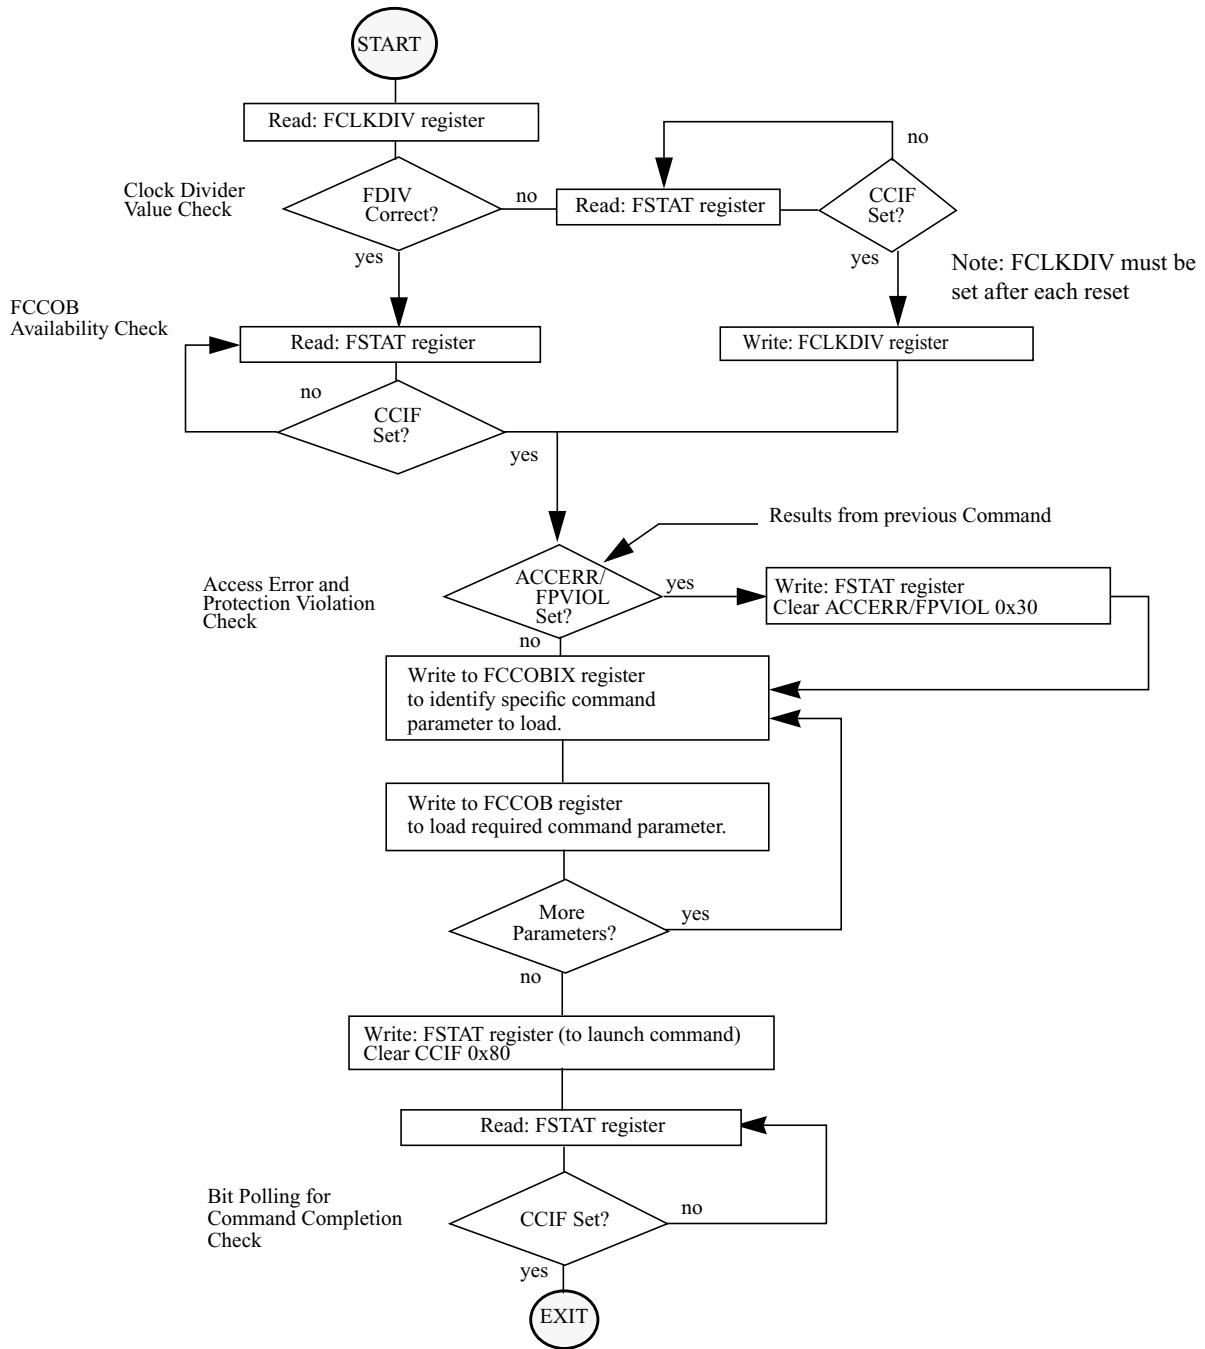 START
Read: FCLKDIV register
no
Clock Divider
Value Check
FDIV
Correct?
no
Read: FSTAT register
CCIF
Set?
yes
yes
Note: FCLKDIV must be
set after each reset
FCCOB
Availability Check
Read: FSTAT register
Write: FCLKDIV register
no
CCIF
Set?
yes
Results from previous Command
Access Error and
Protection Violation
Check
ACCERR/
FPVIOL
Set?
yes
Write: FSTAT register
Clear ACCERR/FPVIOL 0x30
no
Write to FCCOBIX register
to identify specific command
parameter to load.
Write to FCCOB register
to load required command parameter.
More
Parameters?
yes
no
Write: FSTAT register (to launch command)
Clear CCIF 0x80
Read: FSTAT register
Bit Polling for
Command Completion
Check
CCIF Set?
no
yes
EXIT